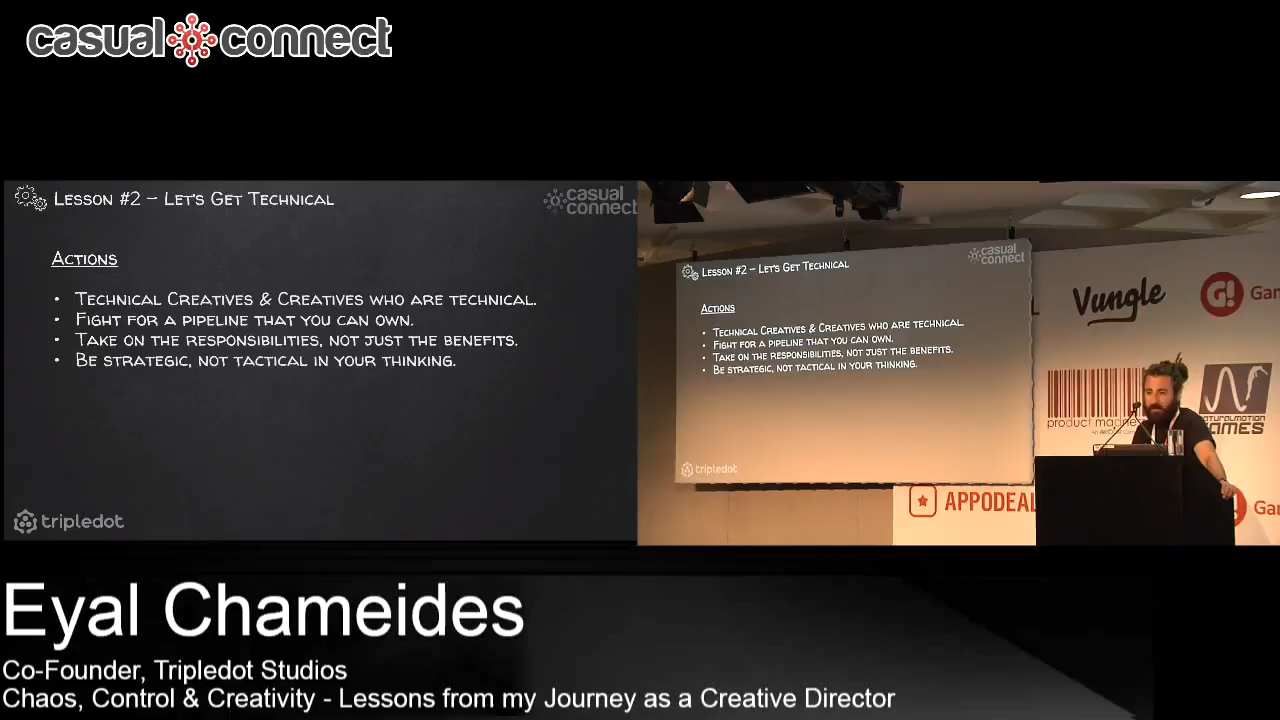 casual connect
Lesson #2 – Let's Get Technical
casual connect
Actions
• Technical Creatives & Creatives who are technical.
• Fight for a pipeline that you can own.
• Take on the responsibilities, not just the benefits.
• Be strategic, not tactical in your thinking.
tripledot
Lesson #2 – Let's Get Technical
casual connect
Actions
• Technical Creatives & Creatives who are technical.
• Fight for a pipeline that you can own.
• Take on the responsibilities, not just the benefits.
• Be strategic, not tactical in your thinking.
tripledot
Vungle
G!
product
GAMES
APPODEAL
Eyal Chameides
Co-Founder, Tripledot Studios
Chaos, Control & Creativity - Lessons from my Journey as a Creative Director